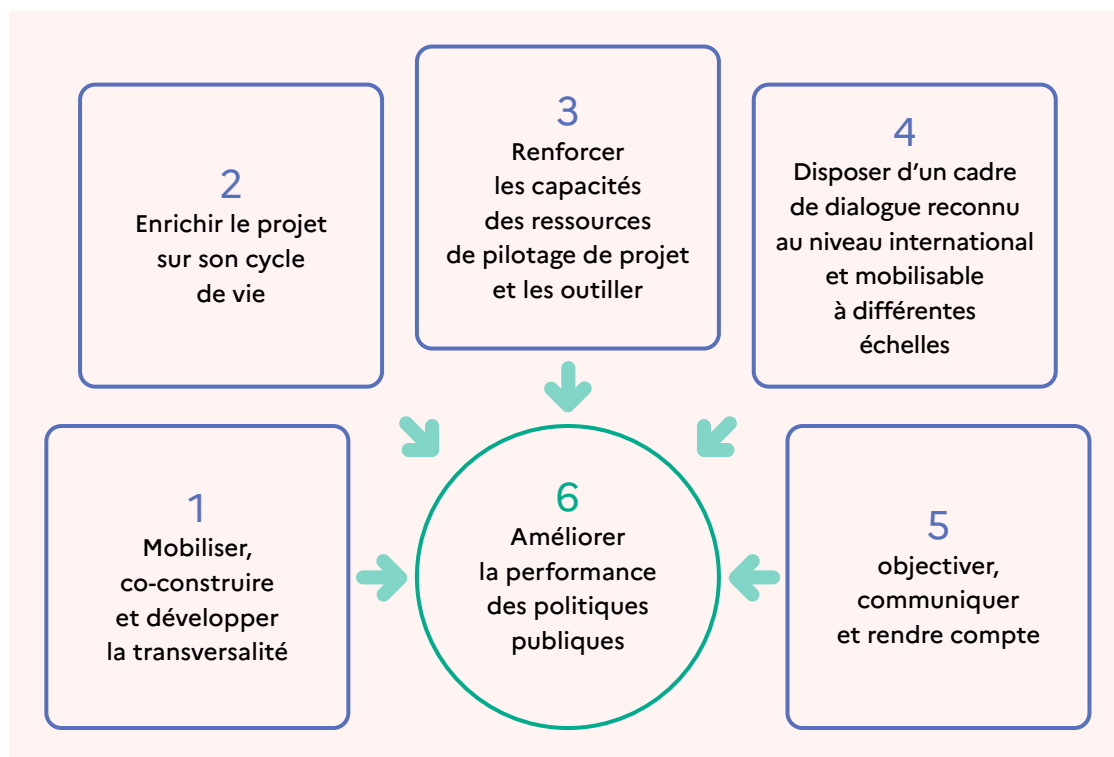 1
Mobiliser,
co-construire
et développer
la transversalité
2
Enrichir le projet
sur son cycle
de vie
3
Renforcer
les capacités
des ressources
de pilotage de projet
et les outiller
4
Disposer d'un cadre
de dialogue reconnu
au niveau international
et mobilisable
à différentes
échelles
5
objectiver,
communiquer
et rendre compte
6
Améliorer
la performance
des politiques
publiques